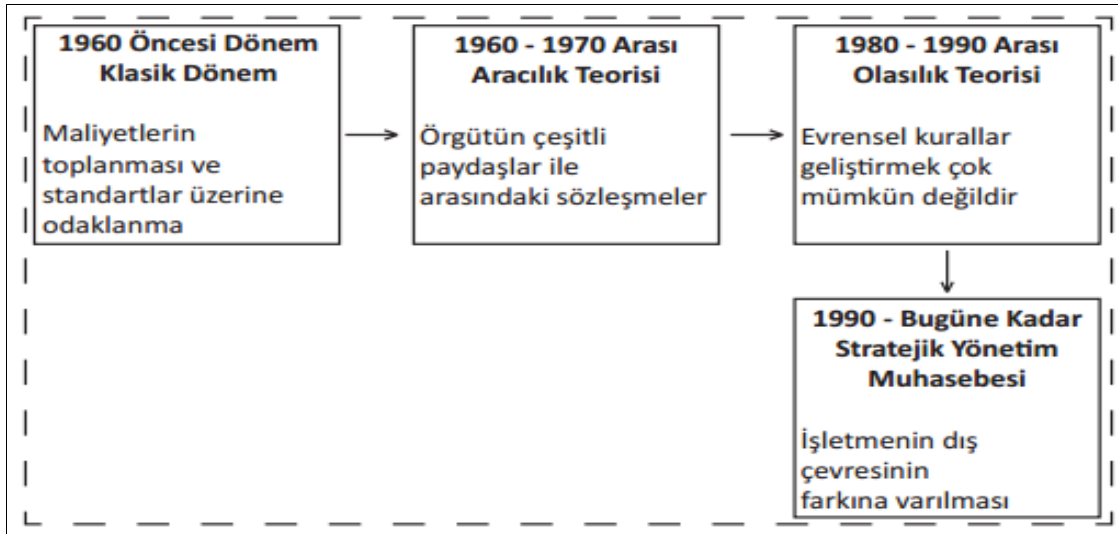 1960 Öncesi Dönem
Klasik Dönem
Maliyetlerin
toplanması ve
standartlar üzerine
odaklanma
1960 - 1970 Arası
Aracılık Teorisi
Örgütün çeşitli
paydaşlar ile
arasındaki sözleşmeler
1980 - 1990 Arası
Olasılık Teorisi
Evrensel kurallar
geliştirmek çok
mümkün değildir
1990 - Bugüne Kadar
Stratejik Yönetim
Muhasebesi
İşletmenin dış
çevresinin
farkına varılması